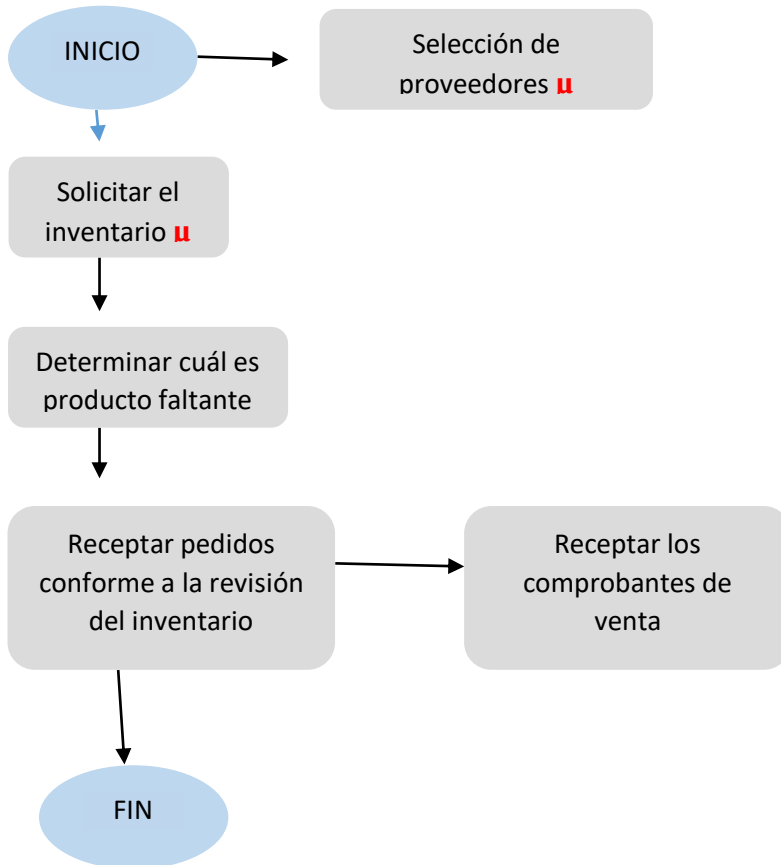 INICIO
Selección de
proveedores µ
Solicitar el
inventario µ
Determinar cuál es
producto faltante
Receptar pedidos
conforme a la revisión
del inventario
Receptar los
comprobantes de
venta
FIN